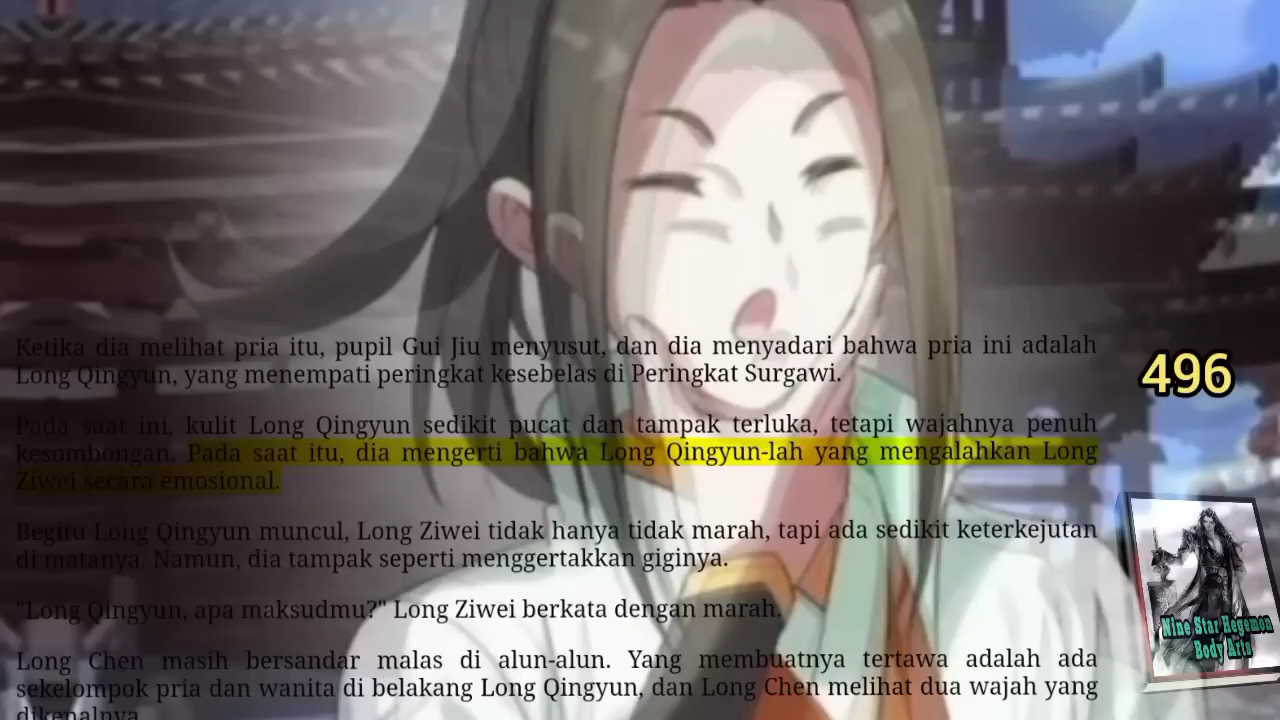 Ketika dia melihat pria itu, pupil Gui Jiu menyusut, dan dia menyadari bahwa pria ini adalah
Long Qingyun, yang menempati peringkat kesebelas di Peringkat Surgawi.
Pada saat ini, kulit Long Qingyun sedikit pucat dan tampak terluka, tetapi wajahnya penuh
kesombongan. Pada saat itu, dia mengerti bahwa Long Qingyun-lah yang mengalahkan Long
Ziwei secara emosional.
Begitu Long Qingyun muncul, Long Ziwei tidak hanya tidak marah, tapi ada sedikit keterkejutan
di matanya. Namun, dia tampak seperti menggertakkan giginya.
"Long Qingyun, apa maksudmu?" Long Ziwei berkata dengan marah.
Long Chen masih bersandar malas di alun-alun. Yang membuatnya tertawa adalah ada
sekelompok pria dan wanita di belakang Long Qingyun, dan Long Chen melihat dua wajah yang
dikenalnya
496
Nine Star Hegemon
Body Arts